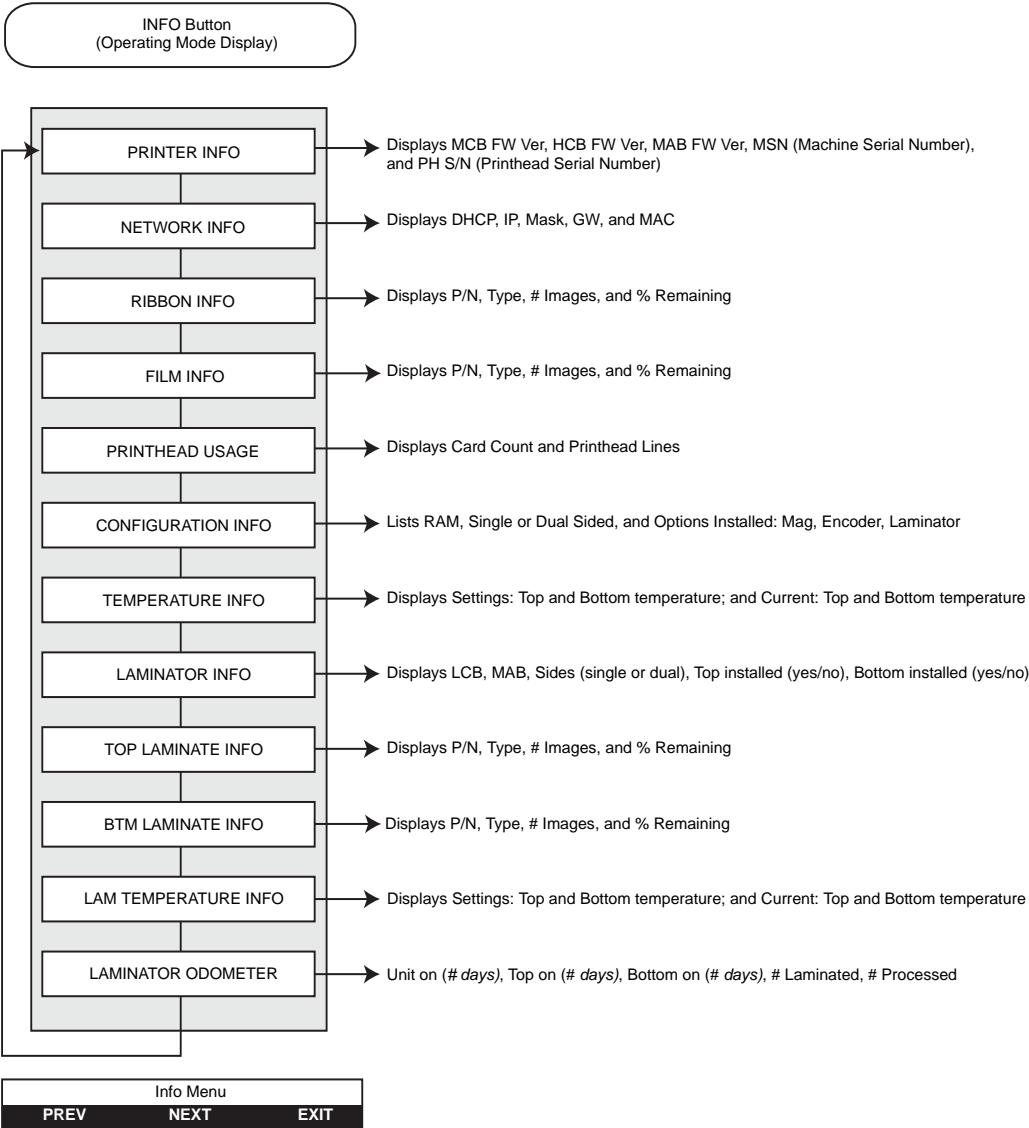 INFO Button
(Operating Mode Display)
PRINTER INFO
Displays MCB FW Ver, HCB FW Ver, MAB FW Ver, MSN (Machine Serial Number),
and PH S/N (Printhead Serial Number)
NETWORK INFO
Displays DHCP, IP, Mask, GW, and MAC
RIBBON INFO
Displays P/N, Type, # Images, and % Remaining
FILM INFO
Displays P/N, Type, # Images, and % Remaining
PRINTHEAD USAGE
Displays Card Count and Printhead Lines
CONFIGURATION INFO
Lists RAM, Single or Dual Sided, and Options Installed: Mag, Encoder, Laminator
TEMPERATURE INFO
Displays Settings: Top and Bottom temperature; and Current: Top and Bottom temperature
LAMINATOR INFO
Displays LCB, MAB, Sides (single or dual), Top installed (yes/no), Bottom installed (yes/no)
TOP LAMINATE INFO
Displays P/N, Type, # Images, and % Remaining
BTM LAMINATE INFO
Displays P/N, Type, # Images, and % Remaining
LAM TEMPERATURE INFO
Displays Settings: Top and Bottom temperature; and Current: Top and Bottom temperature
LAMINATOR ODOMETER
Unit on (# days), Top on (# days), Bottom on (# days), # Laminated, # Processed
Info Menu
PREV NEXT EXIT